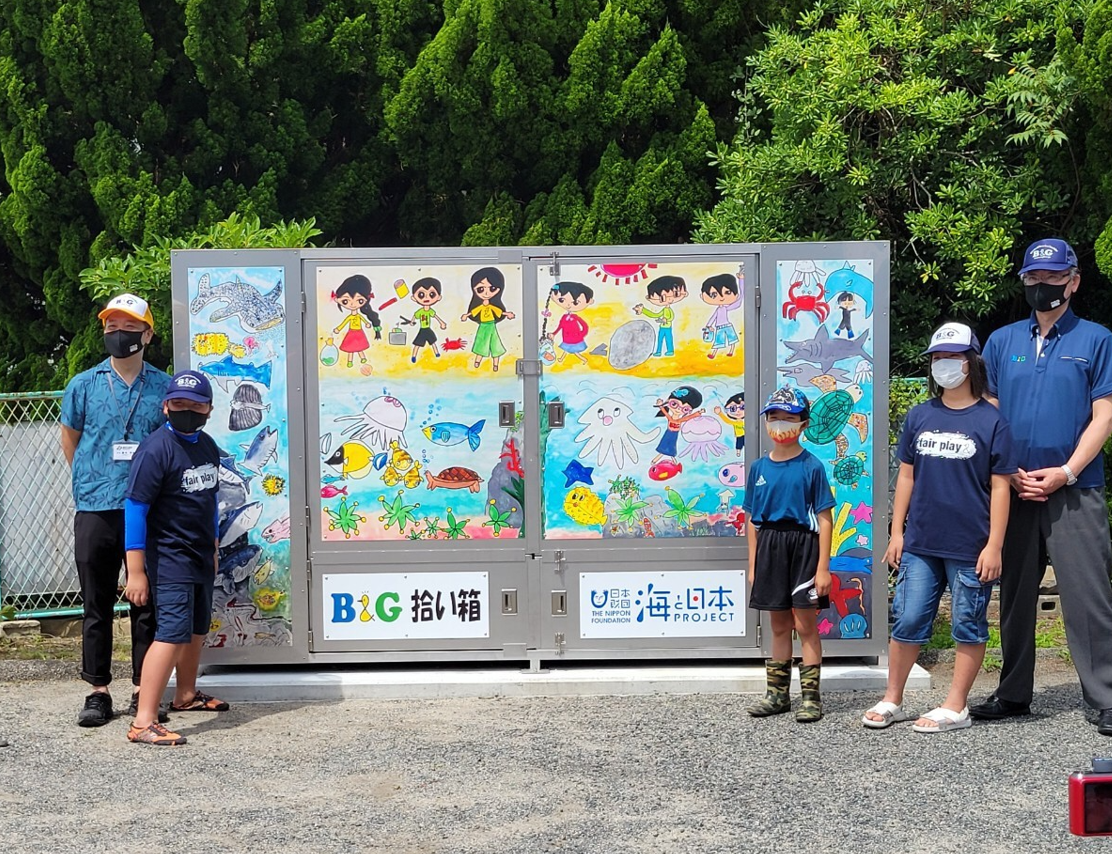 B&G
B&G
B&G
B&G
fair play
fair play
B&G
B&G 拾い箱
日本財団
THE NIPPON
FOUNDATION
海と日本
PROJECT